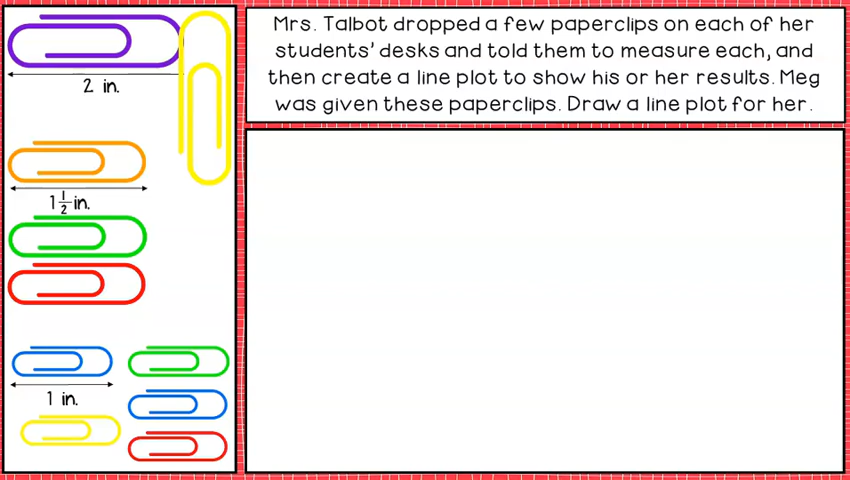 Mrs. Talbot dropped a few paperclips on each of her
students' desks and told them to measure each, and
then create a line plot to show his or her results. Meg
was given these paperclips. Draw a line plot for her.
2 in.
1 1/2 in.
1 in.